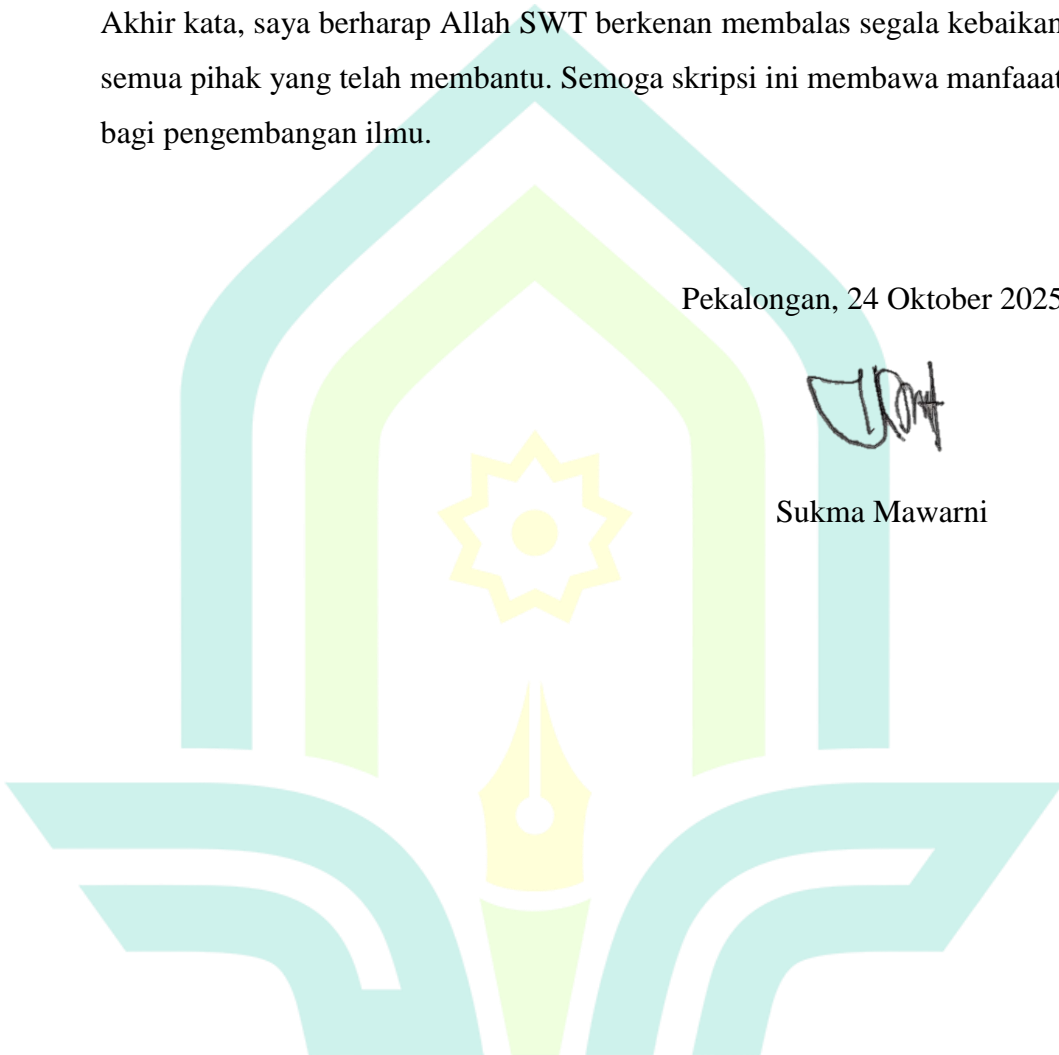 Akhir kata, saya berharap Allah SWT berkenan membalas segala kebaikan
semua pihak yang telah membantu. Semoga skripsi ini membawa manfaaat
bagi pengembangan ilmu.
Pekalongan, 24 Oktober 2025
Sukma Mawarni